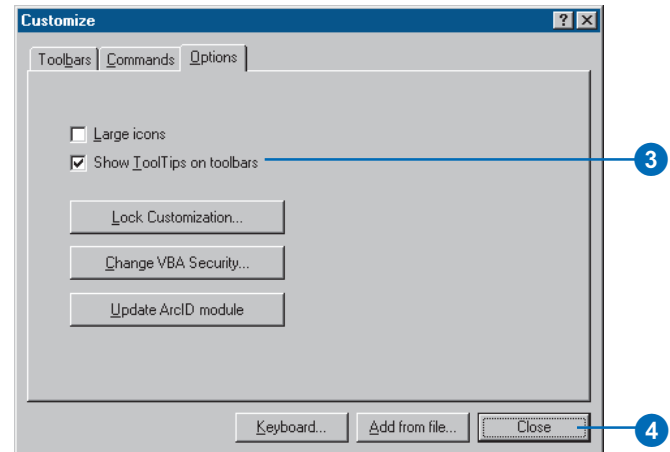 Customize
Toolbars Commands Options
Large icons
Show ToolTips on toolbars
3
Lock Customization...
Change VBA Security...
Update ArcID module
Keyboard... Add from file... Close
4